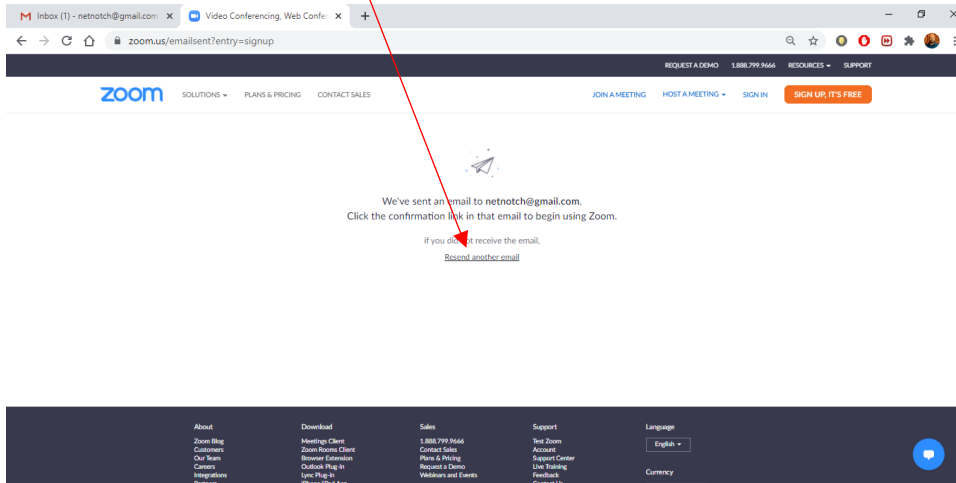 Inbox (1) - netnotch@gmail.com
Video Conferencing, Web Confer
zoom.us/emailsent?entry=signup
REQUEST A DEMO 1.888.799.9666 RESOURCES SUPPORT
zoom SOLUTIONS PLANS & PRICING CONTACT SALES JOIN A MEETING HOST A MEETING SIGN IN SIGN UP, IT'S FREE
We've sent an email to netnotch@gmail.com.
Click the confirmation link in that email to begin using Zoom.
if you did not receive the email,
Resend another email
About Download Sales Support Language
Zoom Blog Meetings Client 1.888.799.9666 Test Zoom English
Customers Zoom Rooms Client Contact Sales Account
Our Team Browser Extension Plans & Pricing Support Center
Careers Outlook Plug-in Request a Demo Live Training Currency
Integrations Lync Plug-in Webinars and Events Feedback